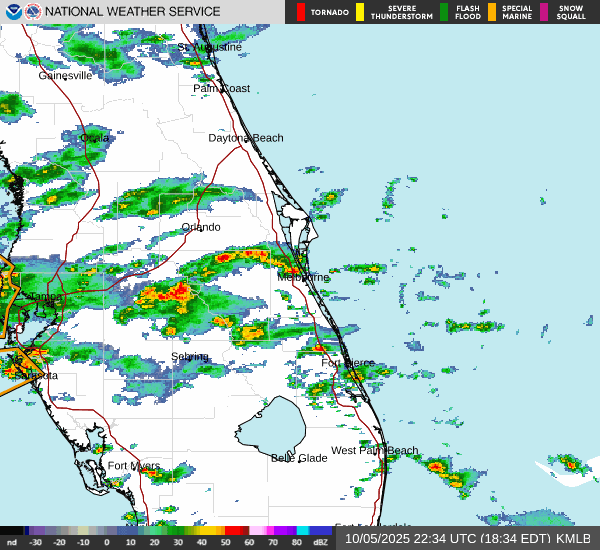 NATIONAL WEATHER SERVICE
TORNADO
SEVERE
THUNDERSTORM
FLASH
FLOOD
SPECIAL
MARINE
SNOW
SQUALL
St. Augustine
Gainesville
Palm Coast
Ocala
Daytona Beach
Orlando
Melbourne
Tampa
Sebring
Fort Pierce
Sarasota
West Palm Beach
Belle Glade
Fort Myers
nd -30 -20 -10 0 10 20 30 40 50 60 70 80 dBZ
10/05/2025 22:34 UTC (18:34 EDT) KMLB